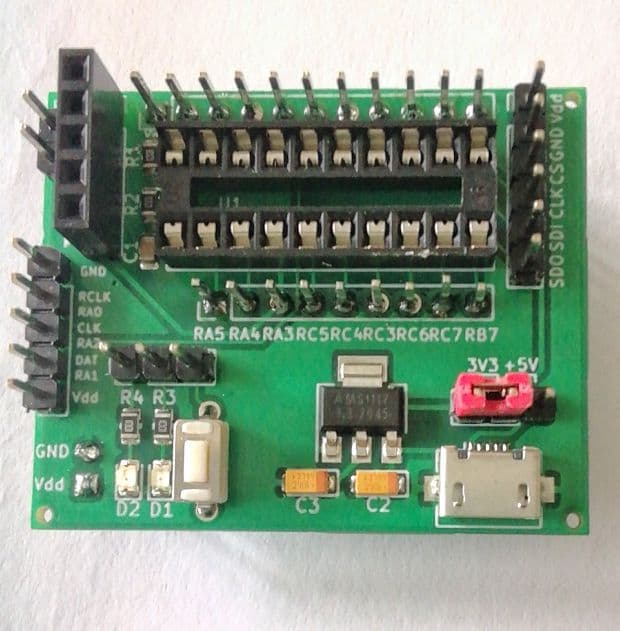 R1
R2
C1
U1
Vdd
GND
CS
CLK
SDI
SDO
GND
RCLK
RA0
CLK
RA2
DAT
RA1
Vdd
RA5 RA4 RA3 RC5 RC4 RC3 RC6 RC7 RB7
3V3 +5V
R4 R3
AMS1117
GND
Vdd
D2 D1
C3 C2